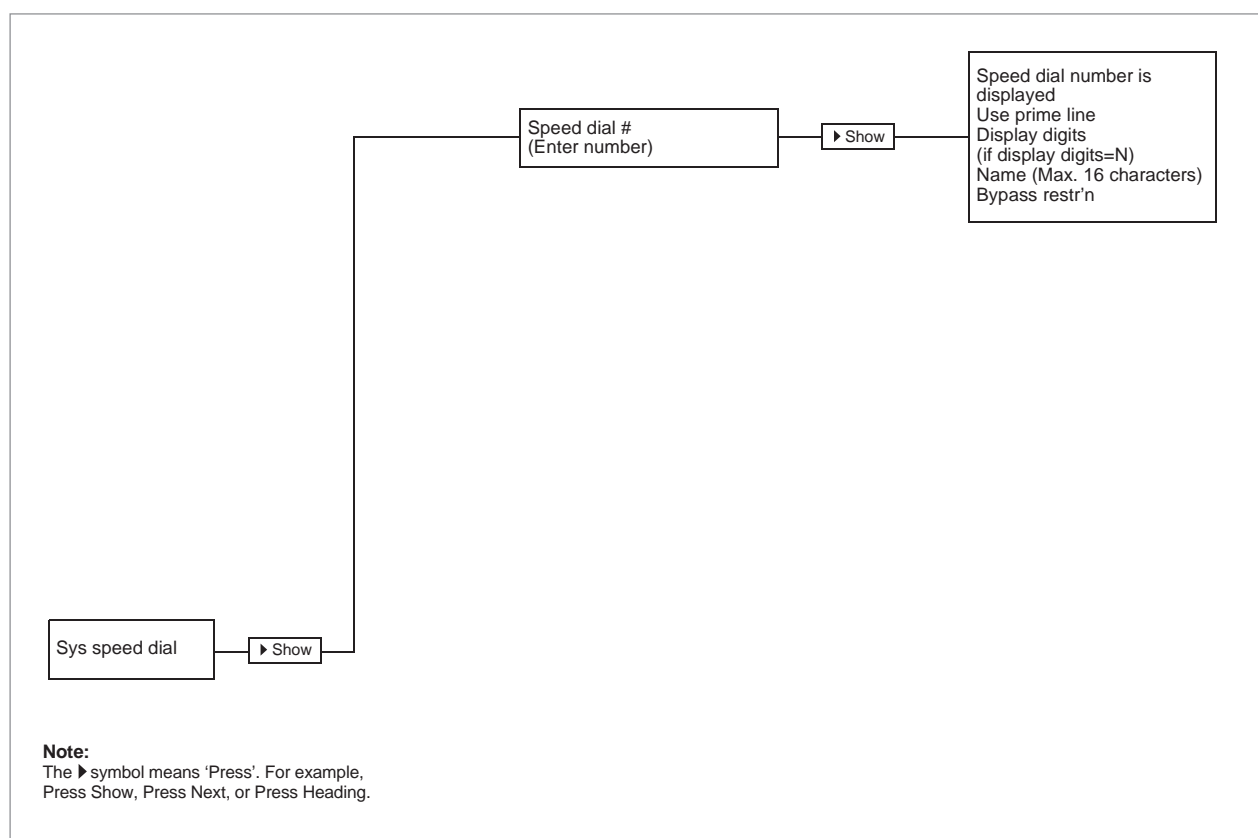 Speed dial number is
displayed
Use prime line
Display digits
(if display digits=N)
Name (Max. 16 characters)
Bypass restr'n
Speed dial #
(Enter number)
▶ Show
Sys speed dial
▶ Show
Note:
The ▶ symbol means ‘Press’. For example,
Press Show, Press Next, or Press Heading.